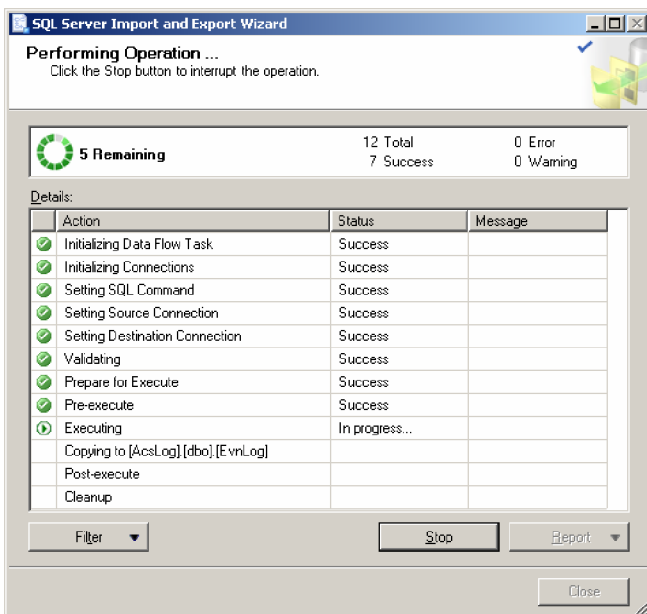 SQL Server Import and Export Wizard
Performing Operation ...
Click the Stop button to interrupt the operation.
5 Remaining
12 Total
7 Success
0 Error
0 Warning
Details:
Action Status Message
Initializing Data Flow Task Success
Initializing Connections Success
Setting SQL Command Success
Setting Source Connection Success
Setting Destination Connection Success
Validating Success
Prepare for Execute Success
Pre-execute Success
Executing In progress...
Copying to [AcsLog].[dbo].[EvnLog]
Post-execute
Cleanup
Filter Stop Report
Close